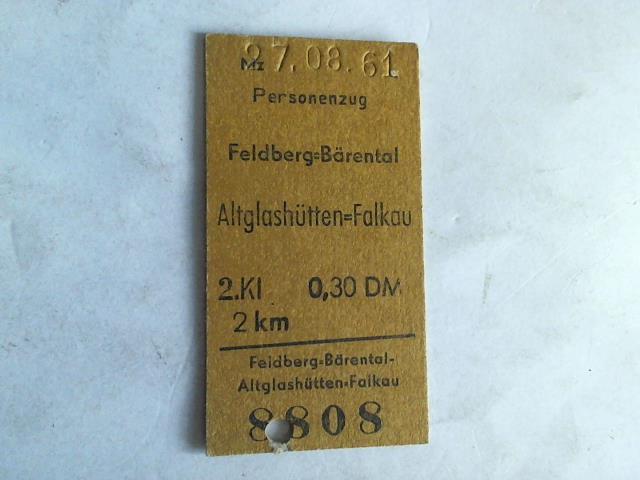 Mz 27.08.61
Personenzug
Feldberg=Bärental
Altglashütten=Falkau
2.Kl 0,30 DM
2 km
Feldberg=Bärental-
Altglashütten=Falkau
8808